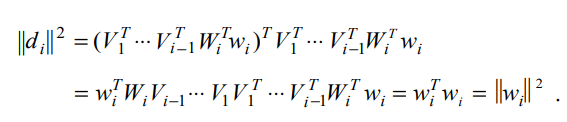 ‖d_i‖² = (V_1^T ⋯ V_{i−1}^T W_i^T w_i)^T V_1^T ⋯ V_{i−1}^T W_i^T w_i
= w_i^T W_i V_{i−1} ⋯ V_1 V_1^T ⋯ V_{i−1}^T W_i^T w_i = w_i^T w_i = ‖w_i‖² .